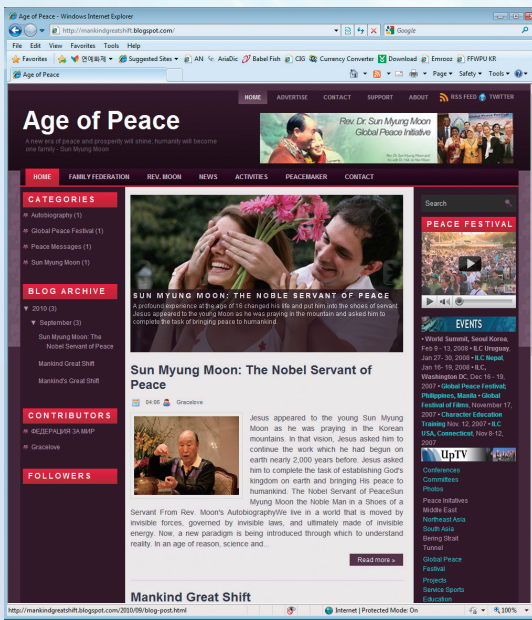 Age of Peace - Windows Internet Explorer
http://mankindgreatshift.blogspot.com/
Google
File Edit View Favorites Tools Help
Favorites 연예화제 Suggested Sites AN AriaDic Babel Fish CIG Currency Converter Download Emrooz FFWPU KR
Age of Peace
Page Safety Tools
HOME ADVERTISE CONTACT SUPPORT ABOUT RSS FEED TWITTER
Age of Peace
A new era of peace and prosperity will shine; humanity will become
one family - Sun Myung Moon
Rev. Dr. Sun Myung Moon
Global Peace Initiative
HOME FAMILY FEDERATION REV. MOON NEWS ACTIVITIES PEACEMAKER CONTACT
CATEGORIES
Autobiography (1)
Global Peace Festival (1)
Peace Messages (1)
Sun Myung Moon (1)
BLOG ARCHIVE
▼ 2010 (3)
▼ September (3)
Sun Myung Moon: The
Nobel Servant of Peace
Mankind Great Shift
Mankind's Great Shift
CONTRIBUTORS
ФЕДЕРАЦИЯ ЗА МИР
Gracelove
FOLLOWERS
SUN MYUNG MOON: THE NOBLE SERVANT OF PEACE
A profound experience at the age of 16 changed his life and put him into the shoes of servant.
Jesus appeared to the young Sun Myung Moon as he was praying in the mountain and asked him to
complete the task of bringing peace to humankind.
Sun Myung Moon: The Nobel Servant of
Peace
04:05 Gracelove
Jesus appeared to the young Sun Myung
Moon as he was praying in the Korean
mountains. In that vision, Jesus asked him to
continue the work which he had begun on
earth nearly 2,000 years before. Jesus asked
him to complete the task of establishing God's
kingdom on earth and bringing His peace to
humankind. The Nobel Servant of PeaceSun
Myung Moon the Noble Man in a Shoes of a
Servant From Rev. Moon's AutobiographyWe live in a world that is moved by
invisible forces, governed by invisible laws, and ultimately made of invisible
energy. Now, a new paradigm is being introduced through which to understand
reality. In an age of reason, science and...
Read more »
Mankind Great Shift
Search
PEACE FESTIVAL
EVENTS
• World Summit, Seoul Korea,
Feb 9 - 13, 2008 • ILC Uruguay,
Jan 27- 30, 2008 • ILC Nepal,
Jan 16- 19, 2008 • ILC,
Washington DC, Dec 16 - 19,
2007 • Global Peace Festival;
Philippines, Manila • Global
Festival of Films, November 17,
2007 • Character Education
Training Nov. 12, 2007 • ILC
USA, Connecticut, Nov 8-12,
2007
UpTV
Conferences
Committees
Photos
Peace Initatives
Middle East
Northeast Asia
South Asia
Bering Strait
Tunnel
Global Peace
Festival
Projects
Service Sports
Education
http://mankindgreatshift.blogspot.com/2010/09/blog-post.html Internet | Protected Mode: On 100%